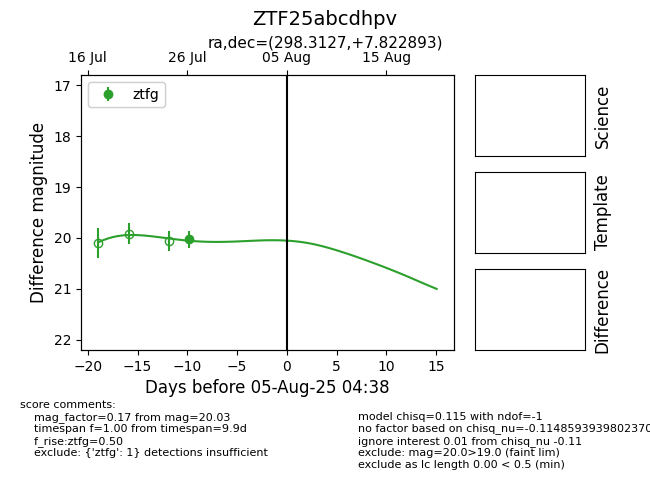 ZTF25abcdhpv
ra,dec=(298.3127,+7.822893)
16 Jul 26 Jul 05 Aug 15 Aug
ztfg
17
18
19
20
21
22
Difference magnitude
−20 −15 −10 −5 0 5 10 15
Days before 05-Aug-25 04:38
Science
Template
Difference
score comments:
mag_factor=0.17 from mag=20.03
timespan f=1.00 from timespan=9.9d
f_rise:ztfg=0.50
exclude: {'ztfg': 1} detections insufficient
model chisq=0.115 with ndof=-1
no factor based on chisq_nu=-0.1148593939802370
ignore interest 0.01 from chisq_nu -0.11
exclude: mag=20.0>19.0 (faint lim)
exclude as lc length 0.00 < 0.5 (min)